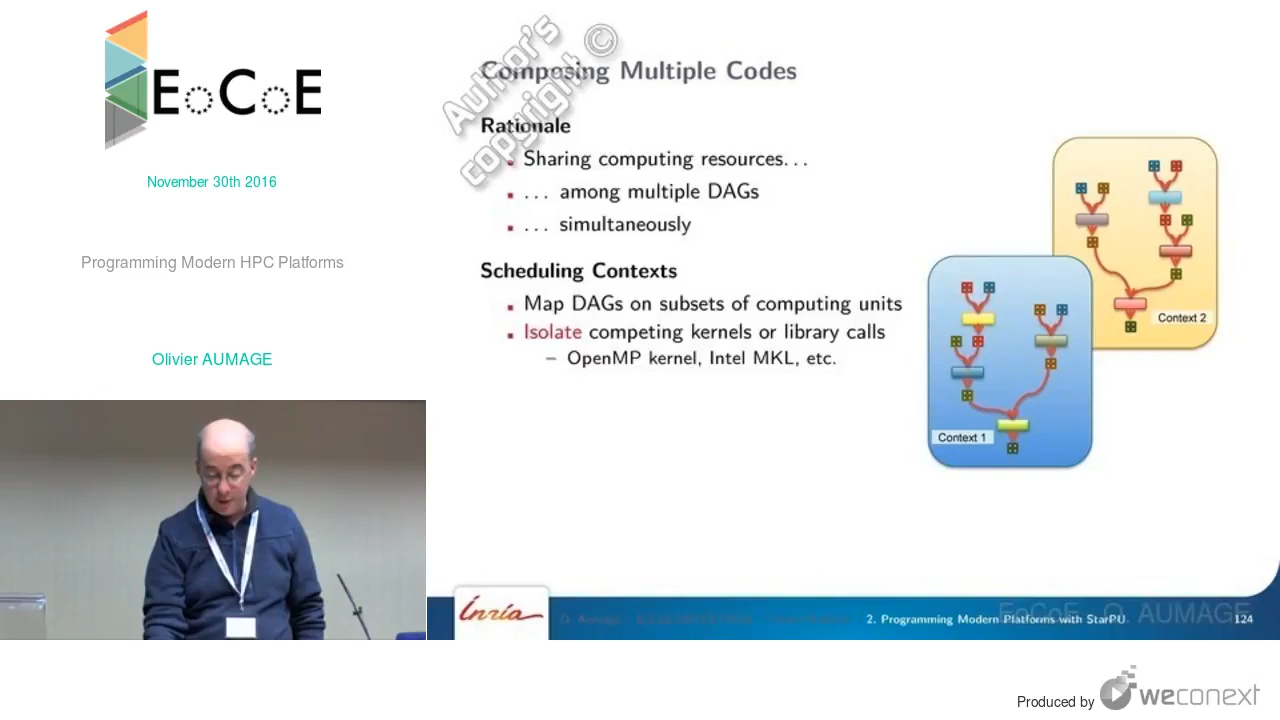 EoCoE
November 30th 2016
Programming Modern HPC Platforms
Olivier AUMAGE
Author's
copyright ©
Composing Multiple Codes
Rationale
Sharing computing resources. . .
. . . among multiple DAGs
. . . simultaneously
Scheduling Contexts
Map DAGs on subsets of computing units
Isolate competing kernels or library calls
– OpenMP kernel, Intel MKL, etc.
Context 2
Context 1
Inria
O. Aumage
2. Programming Modern Platforms with StarPU
EoCoE O. AUMAGE
124
Produced by
weconext